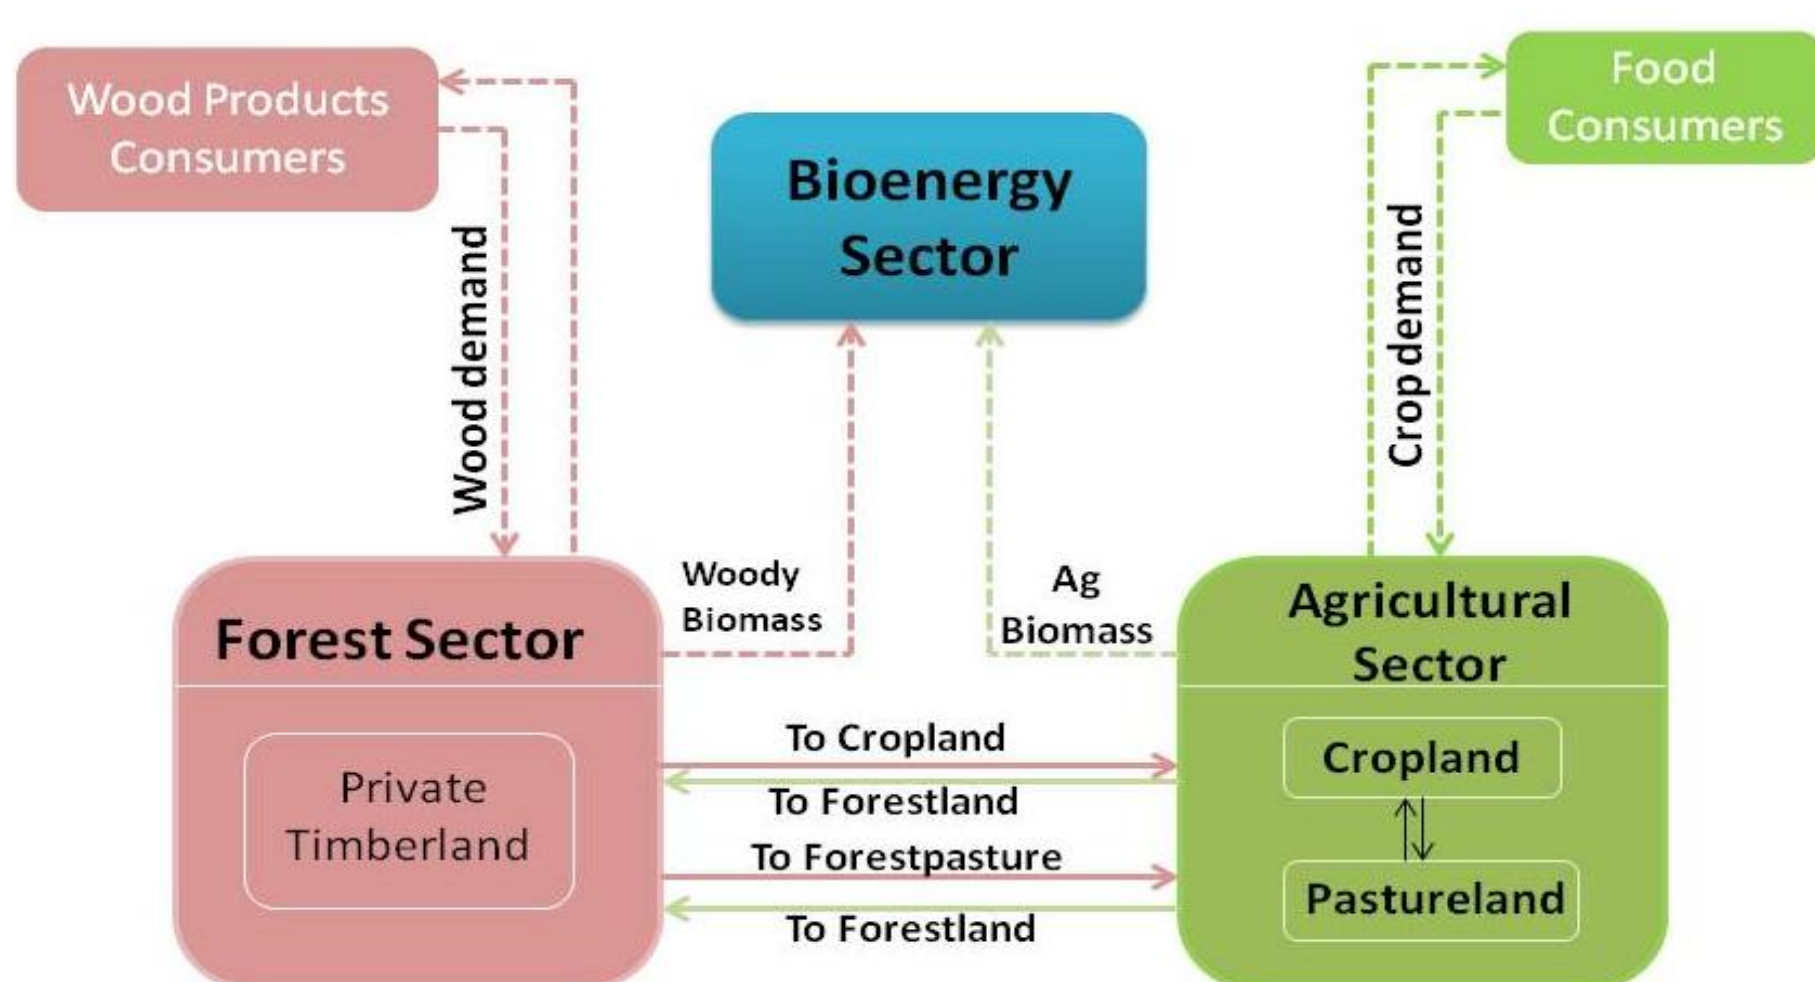 Wood Products
Consumers
Food
Consumers
Bioenergy
Sector
Wood demand
Crop demand
Woody
Biomass
Ag
Biomass
Forest Sector
Agricultural
Sector
Private
Timberland
To Cropland
To Forestland
To Forestpasture
To Forestland
Cropland
Pastureland